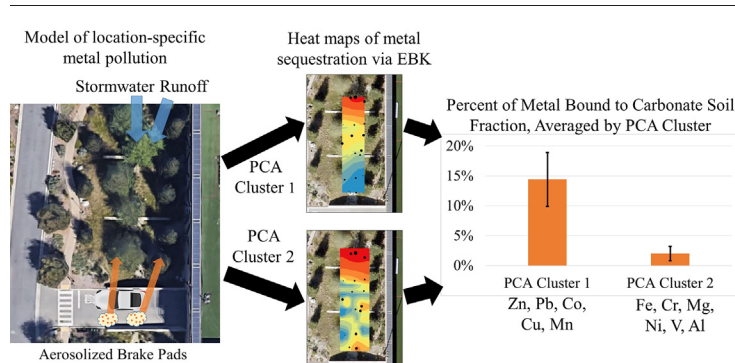 Model of location-specific
metal pollution
Stormwater Runoff
Aerosolized Brake Pads
PCA
Cluster 1
PCA
Cluster 2
Heat maps of metal
sequestration via EBK
Percent of Metal Bound to Carbonate Soil
Fraction, Averaged by PCA Cluster
20%
15%
10%
5%
0%
PCA Cluster 1 PCA Cluster 2
Zn, Pb, Co, Fe, Cr, Mg,
Cu, Mn Ni, V, Al